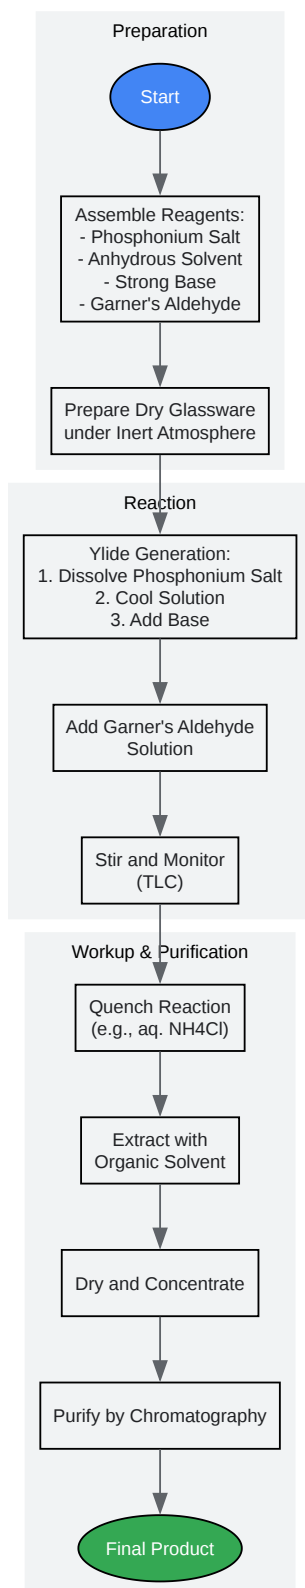 Preparation
Start
Assemble Reagents:
- Phosphonium Salt
- Anhydrous Solvent
- Strong Base
- Garner's Aldehyde
Prepare Dry Glassware
under Inert Atmosphere
Reaction
Ylide Generation:
1. Dissolve Phosphonium Salt
2. Cool Solution
3. Add Base
Add Garner's Aldehyde
Solution
Stir and Monitor
(TLC)
Workup & Purification
Quench Reaction
(e.g., aq. NH4Cl)
Extract with
Organic Solvent
Dry and Concentrate
Purify by Chromatography
Final Product